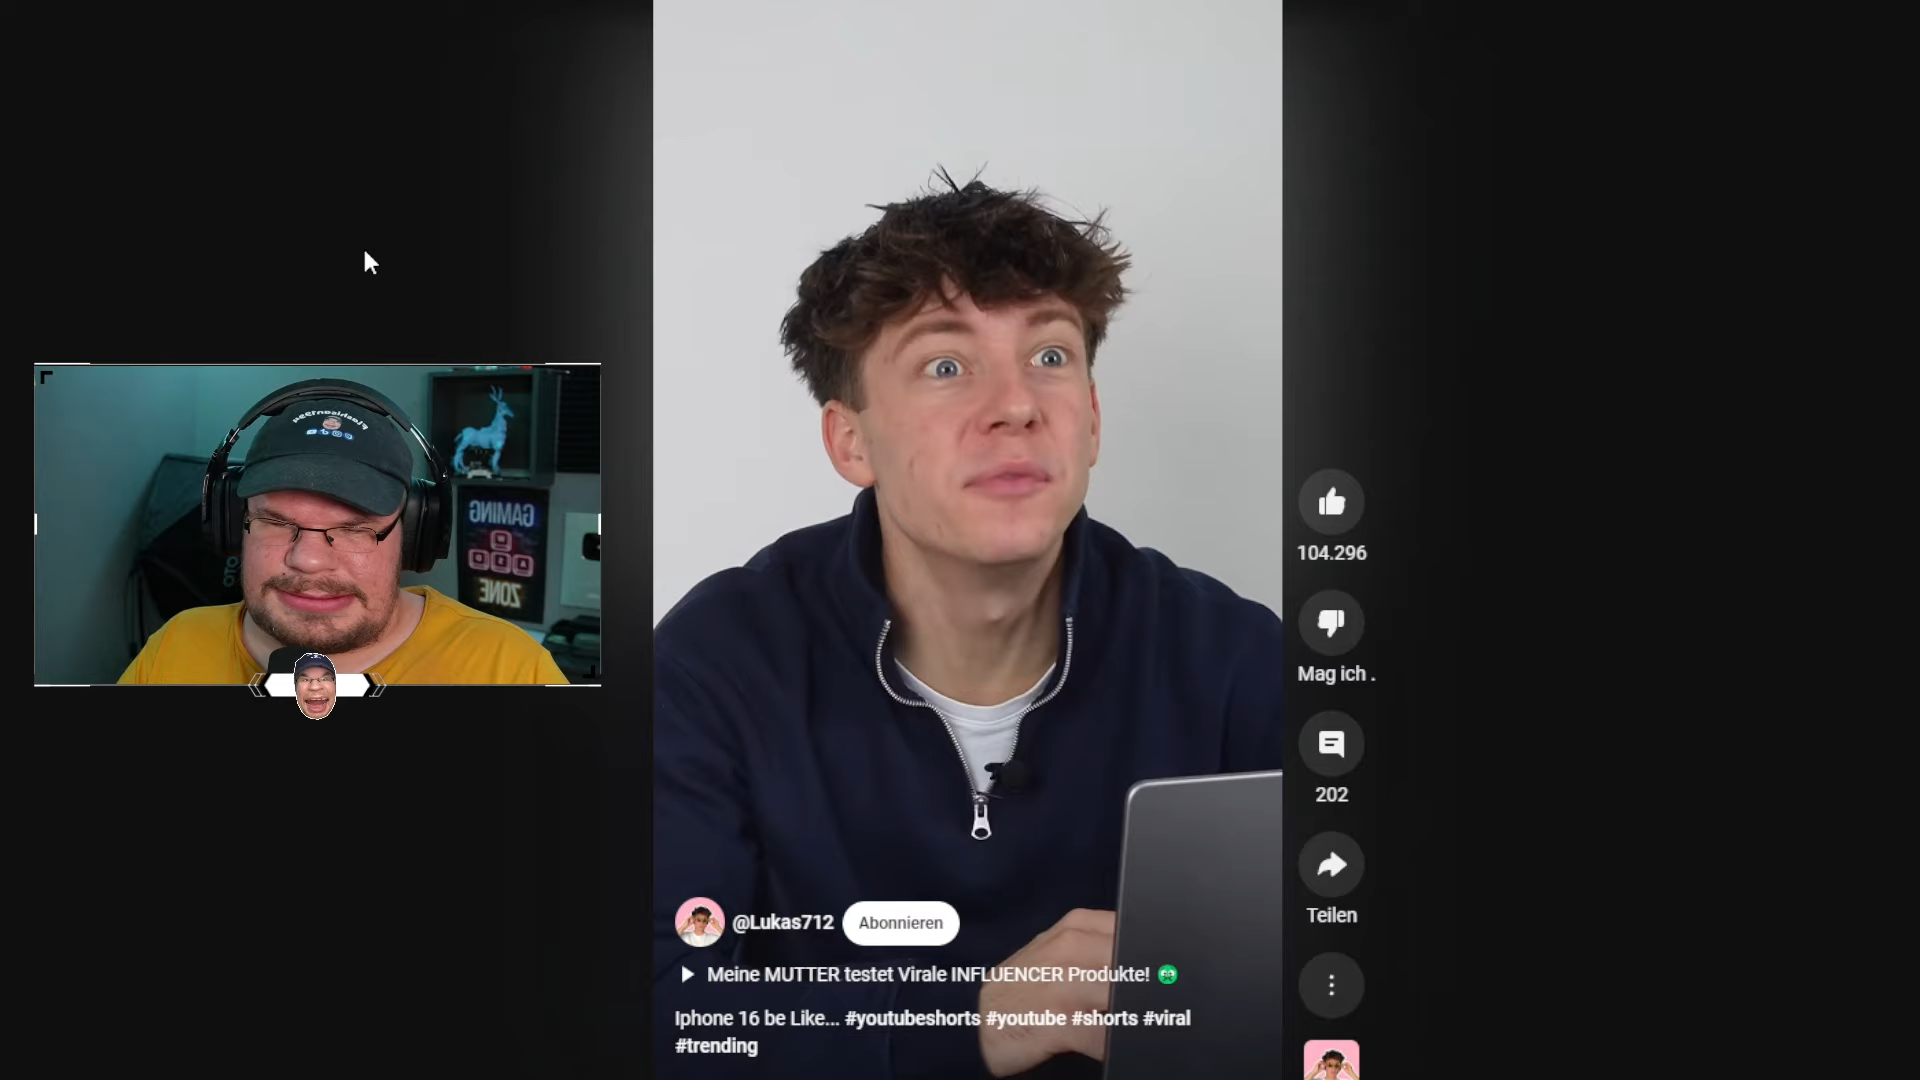 GAMING
ZONE
OTO
104.296
Mag ich .
202
Teilen
@Lukas712
Abonnieren
Meine MUTTER testet Virale INFLUENCER Produkte!
Iphone 16 be Like... #youtubeshorts #youtube #shorts #viral
#trending